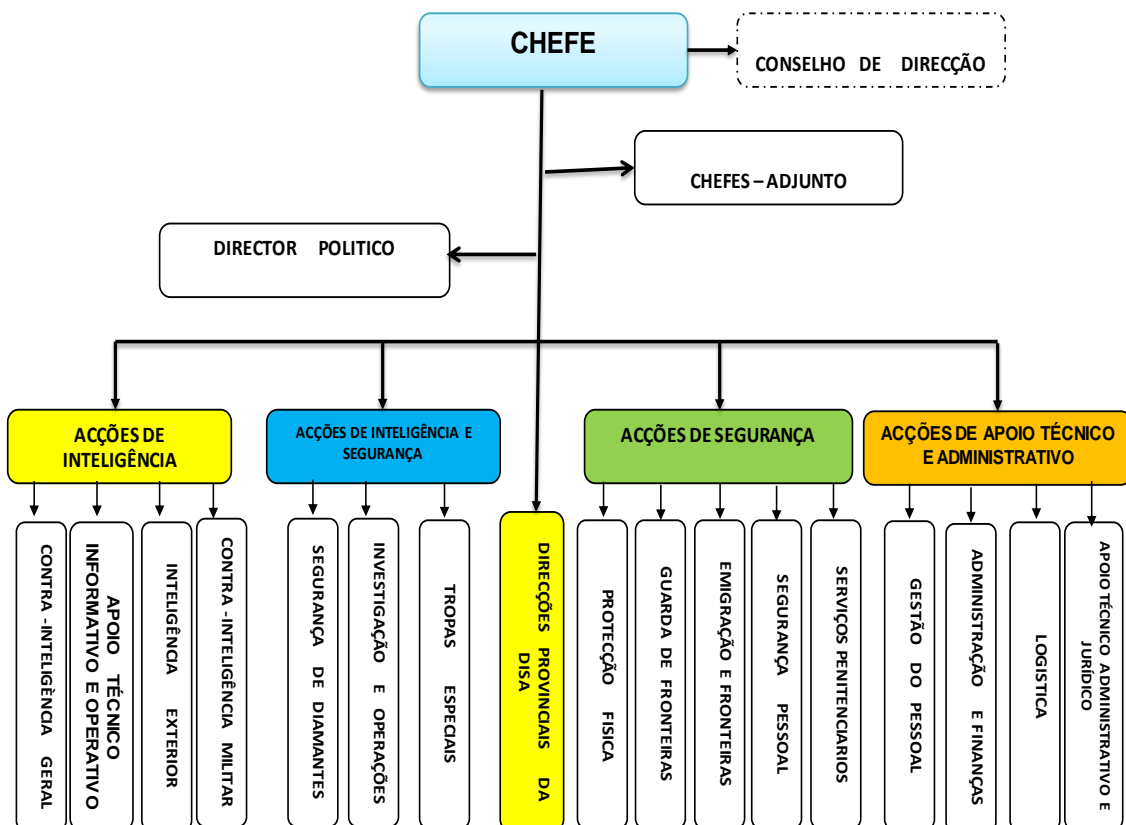 CHEFE
CONSELHO DE DIRECÇÃO
CHEFES – ADJUNTO
DIRECTOR POLITICO
ACÇÕES DE
INTELIGÊNCIA
ACÇÕES DE INTELIGÊNCIA E
SEGURANÇA
ACÇÕES DE SEGURANÇA
ACÇÕES DE APOIO TÉCNICO
E ADMINISTRATIVO
CONTRA -INTELIGÈNCIA GERAL
APOIO TÉCNICO
INFORMATIVO E OPERATIVO
INTELIGÊNCIA EXTERIOR
CONTRA -INTELIGÊNCIA MILITAR
SEGURANÇA DE DIAMANTES
INVESTIGAÇÃO E OPERAÇÕES
TROPAS ESPECIAIS
DIRECÇÕES PROVINCIAIS DA
DISA
PROTECÇÃO FISICA
GUARDA DE FRONTEIRAS
EMIGRAÇÃO E FRONTEIRAS
SEGURANÇA PESSOAL
SERVIÇOS PENITENCIARIOS
GESTÃO DO PESSOAL
ADMINISTRAÇÃO E FINANÇAS
LOGISTICA
APOIO TÉCNICO ADMINISTRATIVO E
JURÍDICO